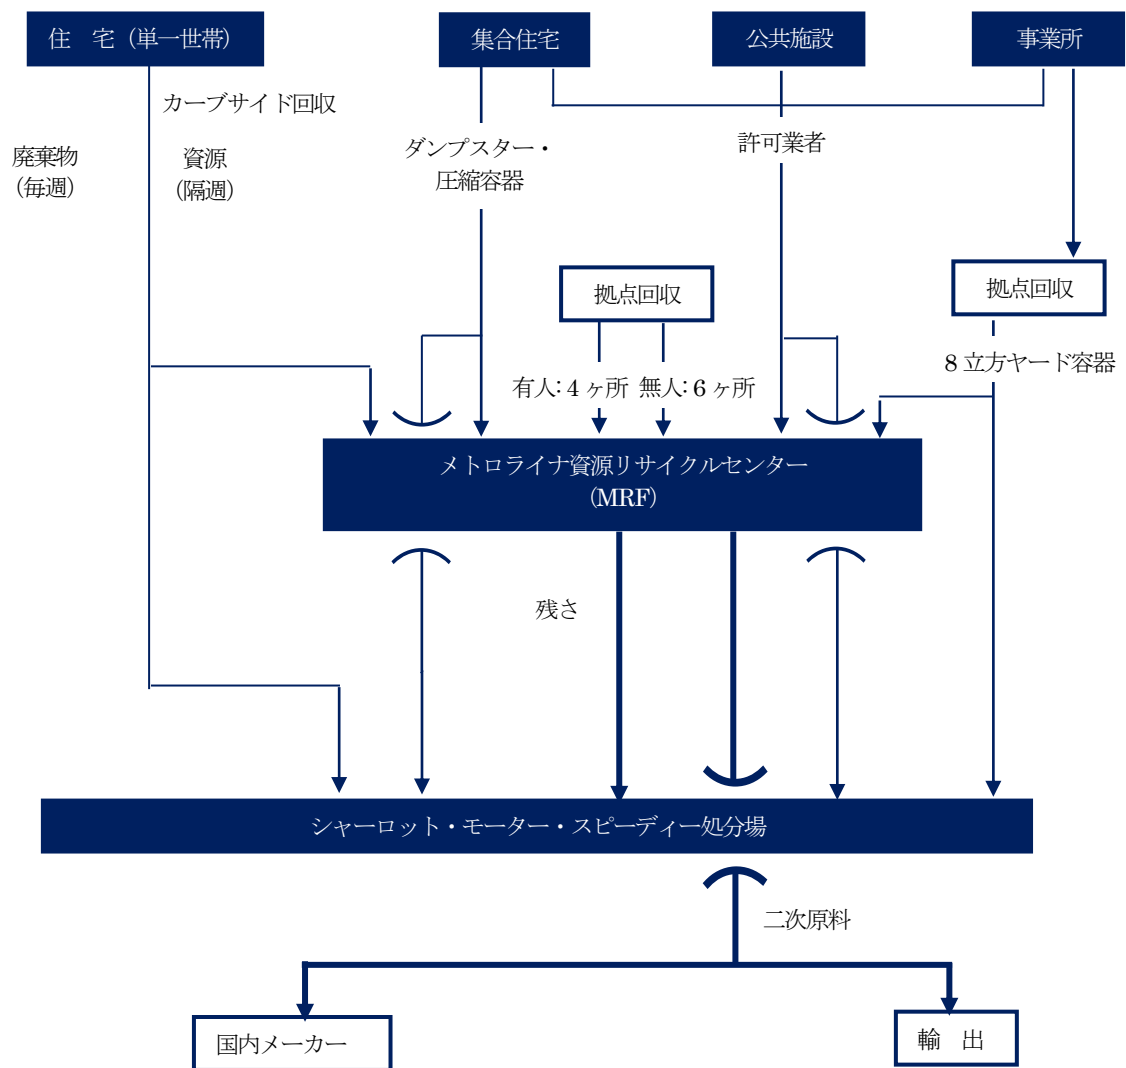 住　宅（単一世帯）
集合住宅
公共施設
事業所
カーブサイド回収
廃棄物
(毎週)
資源
(隔週)
ダンプスター・
圧縮容器
許可業者
拠点回収
拠点回収
8 立方ヤード容器
有人: 4 ヶ所
無人: 6 ヶ所
メトロライナ資源リサイクルセンター
(MRF)
残さ
シャーロット・モーター・スピーディー処分場
二次原料
国内メーカー
輸　出